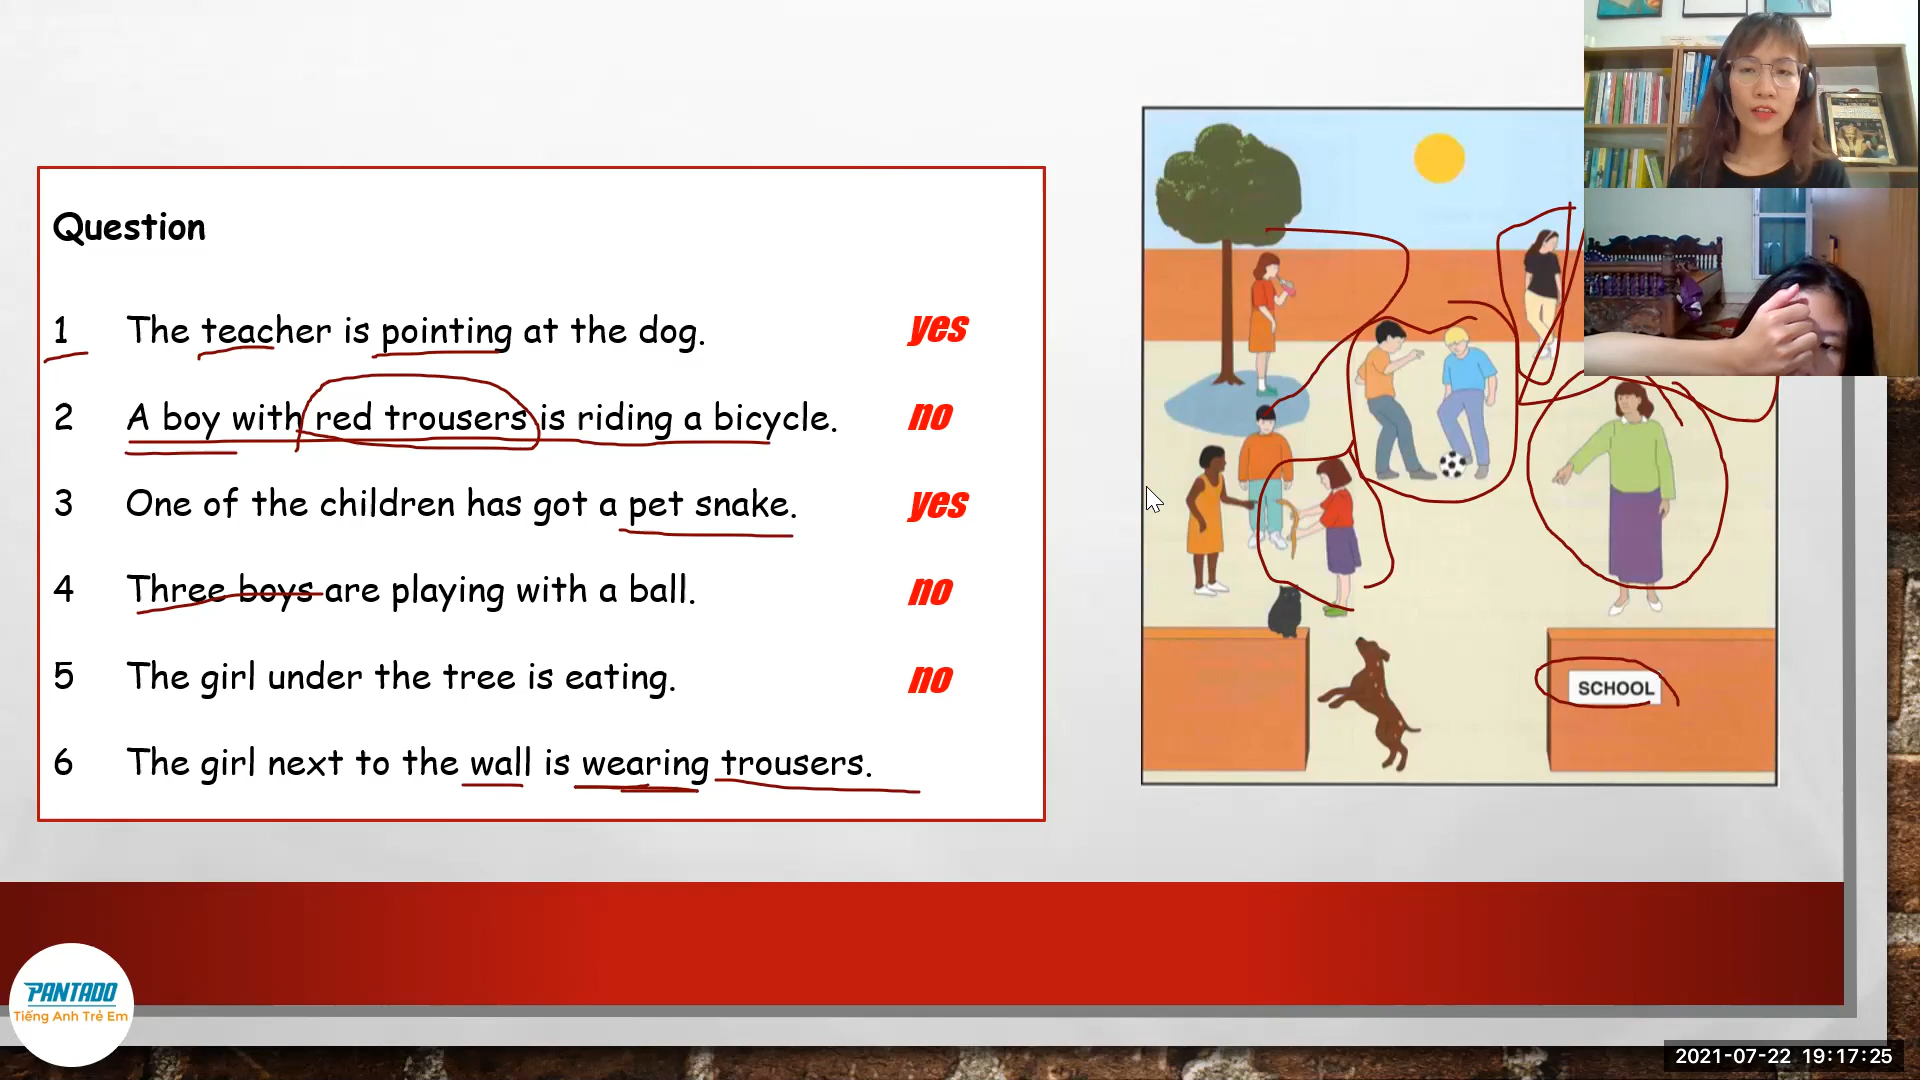 Question
1 The teacher is pointing at the dog. yes
2 A boy with red trousers is riding a bicycle. no
3 One of the children has got a pet snake. yes
4 Three boys are playing with a ball. no
5 The girl under the tree is eating. no
6 The girl next to the wall is wearing trousers.
SCHOOL
PANTADO
Tiếng Anh Trẻ Em
2021-07-22 19:17:25